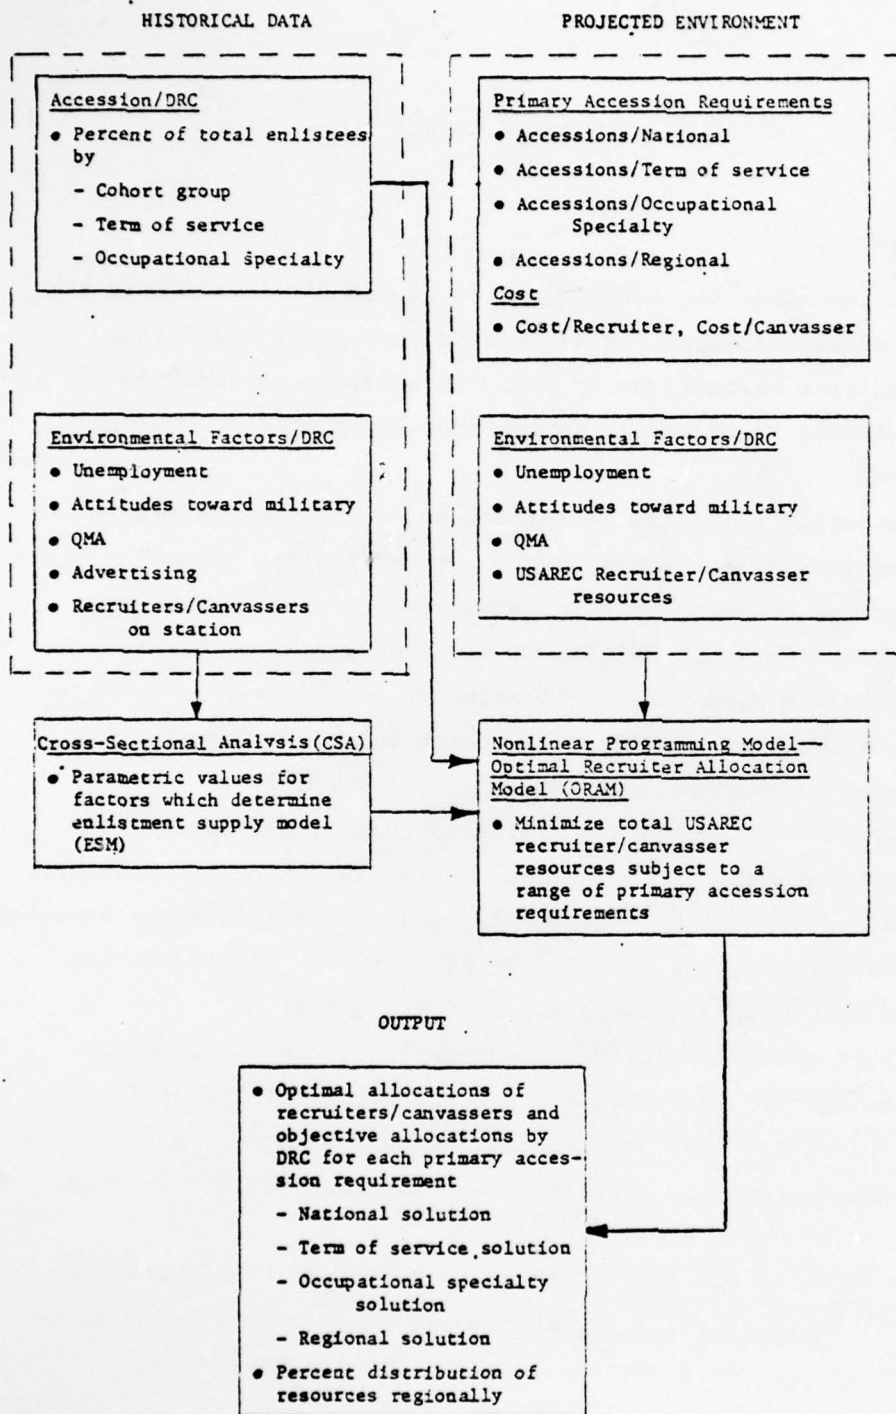 HISTORICAL DATA
Accession/DRC
• Percent of total enlistees by
- Cohort group
- Term of service
- Occupational specialty
Environmental Factors/DRC
• Unemployment
• Attitudes toward military
• QMA
• Advertising
• Recruiters/Canvassers
on station
Cross-Sectional Analysis(CSA)
• Parametric values for
factors which determine
enlistment supply model
(ESM)
PROJECTED ENVIRONMENT
Primary Accession Requirements
• Accessions/National
• Accessions/Term of service
• Accessions/Occupational
Specialty
• Accessions/Regional
Cost
• Cost/Recruiter, Cost/Canvasser
Environmental Factors/DRC
• Unemployment
• Attitudes toward military
• QMA
• USAREC Recruiter/Canvasser
resources
Nonlinear Programming Model—
Optimal Recruiter Allocation
Model (ORAM)
• Minimize total USAREC
recruiter/canvasser
resources subject to a
range of primary accession
requirements
OUTPUT
• Optimal allocations of
recruiters/canvassers and
objective allocations by
DRC for each primary acces-
sion requirement
- National solution
- Term of service solution
- Occupational specialty
solution
- Regional solution
• Percent distribution of
resources regionally